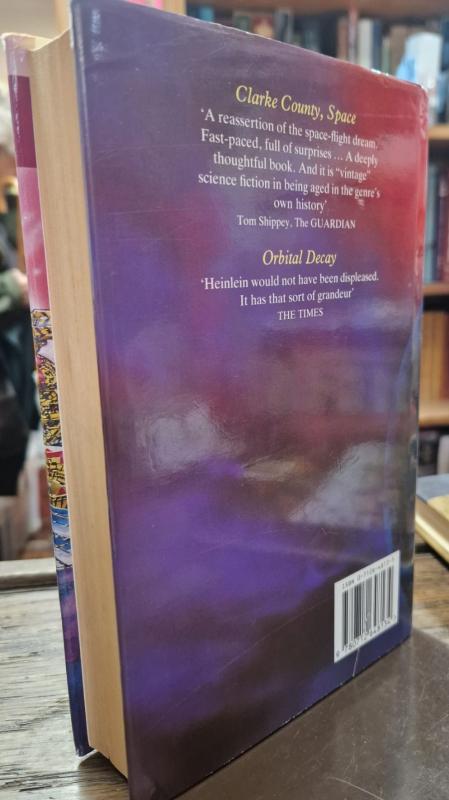 Clarke County, Space
‘A reassertion of the space-flight dream.
Fast-paced, full of surprises ... A deeply
thoughtful book. And it is “vintage”
science fiction in being aged in the genre’s
own history’
Tom Shippey, The GUARDIAN
Orbital Decay
‘Heinlein would not have been displeased.
It has that sort of grandeur’
THE TIMES
ISBN